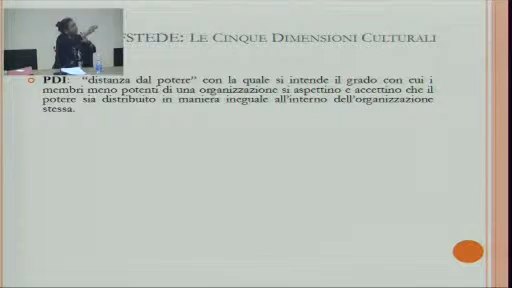 FSTEDE: LE CINQUE DIMENSIONI CULTURALI
PDI: "distanza dal potere" con la quale si intende il grado con cui i
membri meno potenti di una organizzazione si aspettino e accettino che il
potere sia distribuito in maniera ineguale all'interno dell'organizzazione
stessa.